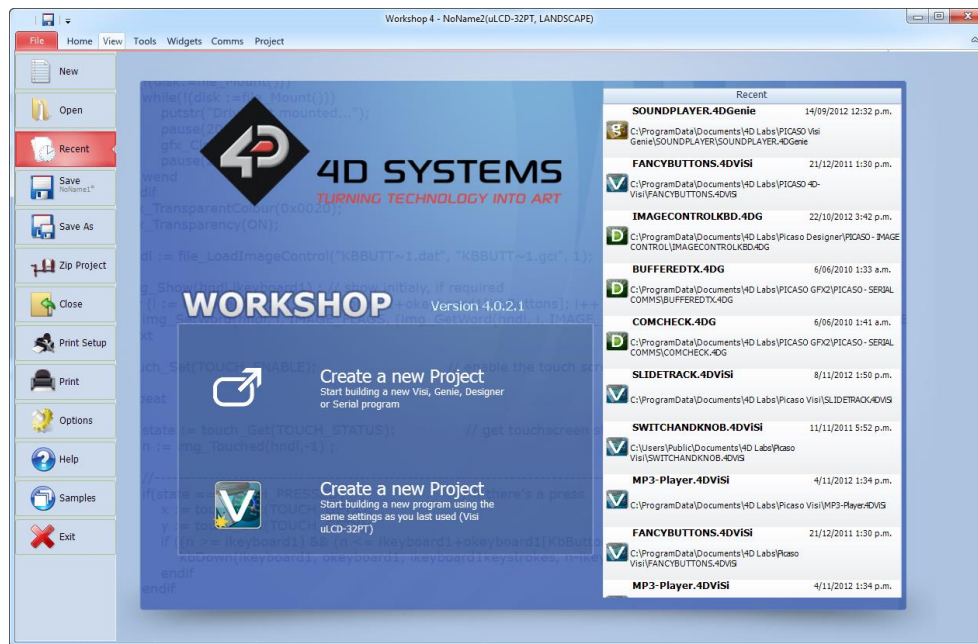 Workshop 4 - NoName2(uLCD-32PT, LANDSCAPE)
File Home View Tools Widgets Comms Project
New
Open
Recent
Save
NoName1*
Save As
Zip Project
Close
Print Setup
Print
Options
Help
Samples
Exit
4D SYSTEMS
TURNING TECHNOLOGY INTO ART
WORKSHOP Version 4.0.2.1
Create a new Project
Start building a new Visi, Genie, Designer
or Serial program
Create a new Project
Start building a new program using the
same settings as you last used (Visi
uLCD-32PT)
Recent
SOUNDPLAYER.4DGenie 14/09/2012 12:32 p.m.
C:\ProgramData\Documents\4D Labs\PICASO Visi
Genie\SOUNDPLAYER\SOUNDPLAYER.4DGenie
FANCYBUTTONS.4DViSi 21/12/2011 1:30 p.m.
C:\ProgramData\Documents\4D Labs\PICASO 4D-
Visi\FANCYBUTTONS.4DViSi
IMAGECONTROLKBD.4DG 22/10/2012 3:42 p.m.
C:\ProgramData\Documents\4D Labs\Picaso Designer\PICASO - IMAGE
CONTROL\IMAGECONTROLKBD.4DG
BUFFEREDTX.4DG 6/06/2010 1:33 a.m.
C:\ProgramData\Documents\4D Labs\PICASO GFX2\PICASO - SERIAL
COMMS\BUFFEREDTX.4DG
COMCHECK.4DG 6/06/2010 1:41 a.m.
C:\ProgramData\Documents\4D Labs\PICASO GFX2\PICASO - SERIAL
COMMS\COMCHECK.4DG
SLIDETRACK.4DViSi 8/11/2012 1:50 p.m.
C:\ProgramData\Documents\4D Labs\Picaso Visi\SLIDETRACK.4DViSi
SWITCHANDKNOB.4DViSi 11/11/2011 5:52 p.m.
C:\Users\Public\Documents\4D Labs\Picaso
Visi\SWITCHANDKNOB.4DViSi
MP3-Player.4DViSi 4/11/2012 1:34 p.m.
C:\ProgramData\Documents\4D Labs\Picaso Visi\MP3-Player.4DViSi
FANCYBUTTONS.4DViSi 21/12/2011 1:30 p.m.
C:\ProgramData\Documents\4D Labs\Picaso
Visi\FANCYBUTTONS.4DViSi
MP3-Player.4DViSi 4/11/2012 1:34 p.m.